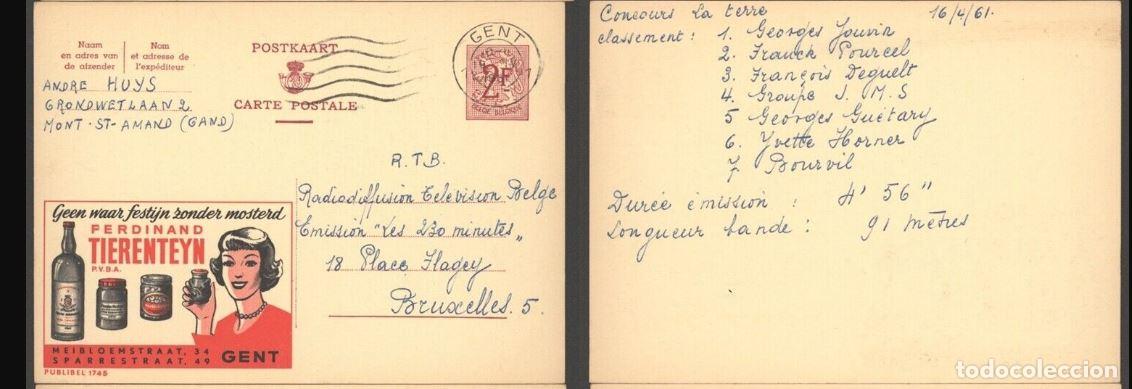 Naam
en adres van
de afzender
Nom
et adresse de
l'expéditeur
POSTKAART
CARTE POSTALE
GENT
2F
BELGIE-BELGIQUE
ANDRE HUYS
GRONDWETLAAN 2
MONT-ST-AMAND (GAND)
R.T.B.
Radiodiffusion Télévision Belge
Emission "Les 230 minutes"
18 Place Flagey
Bruxelles 5.
Geen waar festijn zonder mosterd
FERDINAND
TIERENTEYN
P.V.B.A.
MEIBLOEMSTRAAT, 34
SPARRESTRAAT, 49
GENT
PUBLIBEL 1745
Concours La terre
16/4/61.
classement : 1. Georges Jouvin
2. Franck Pourcel
3. François Deguelt
4. Groupe J. M. S
5 Georges Guétary
6. Yvette Horner
7 Bourvil
Durée émission : 4' 56"
Longueur bande : 91 mètres
todocoleccion